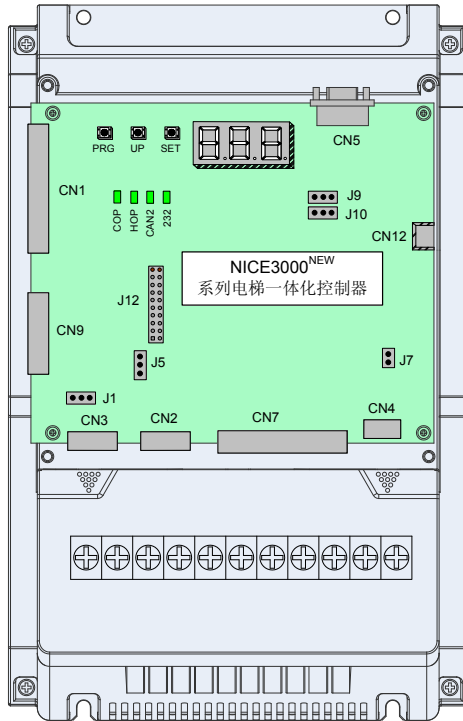 CN5
PRG UP SET
CN1
COP HOP CAN2 232
J9
J10
CN12
NICE3000NEW
系列电梯一体化控制器
J12
CN9
J5
J7
J1
CN3 CN2 CN7 CN4